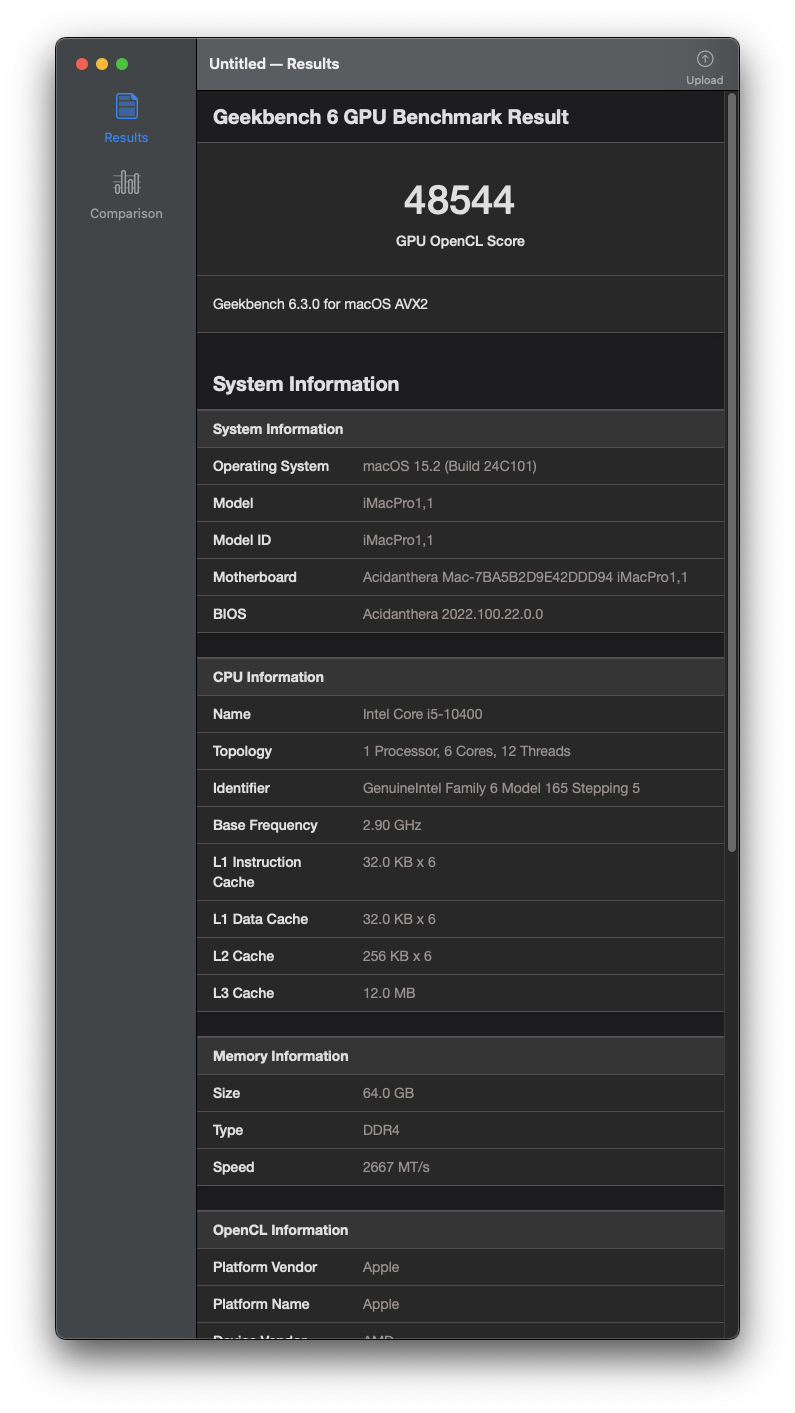 Untitled — Results
Upload
Results
Comparison
Geekbench 6 GPU Benchmark Result
48544
GPU OpenCL Score
Geekbench 6.3.0 for macOS AVX2
System Information
System Information
Operating System macOS 15.2 (Build 24C101)
Model iMacPro1,1
Model ID iMacPro1,1
Motherboard Acidanthera Mac-7BA5B2D9E42DDD94 iMacPro1,1
BIOS Acidanthera 2022.100.22.0.0
CPU Information
Name Intel Core i5-10400
Topology 1 Processor, 6 Cores, 12 Threads
Identifier GenuineIntel Family 6 Model 165 Stepping 5
Base Frequency 2.90 GHz
L1 Instruction 32.0 KB x 6
Cache
L1 Data Cache 32.0 KB x 6
L2 Cache 256 KB x 6
L3 Cache 12.0 MB
Memory Information
Size 64.0 GB
Type DDR4
Speed 2667 MT/s
OpenCL Information
Platform Vendor Apple
Platform Name Apple
Device Vendor AMD